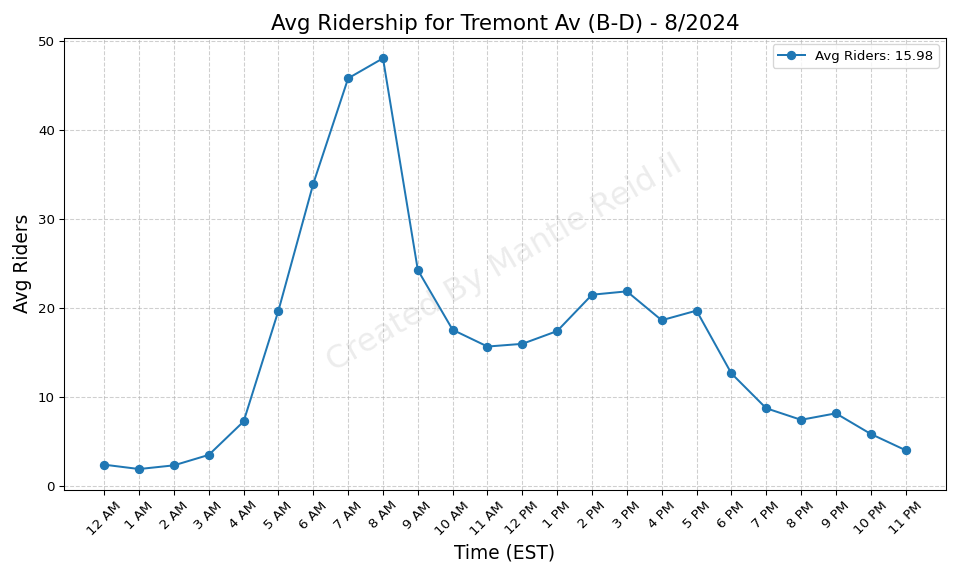 Avg Ridership for Tremont Av (B-D) - 8/2024
Avg Riders: 15.98
Avg Riders
50
40
30
20
10
0
Created By Mantle Reid II
12 AM
1 AM
2 AM
3 AM
4 AM
5 AM
6 AM
7 AM
8 AM
9 AM
10 AM
11 AM
12 PM
1 PM
2 PM
3 PM
4 PM
5 PM
6 PM
7 PM
8 PM
9 PM
10 PM
11 PM
Time (EST)